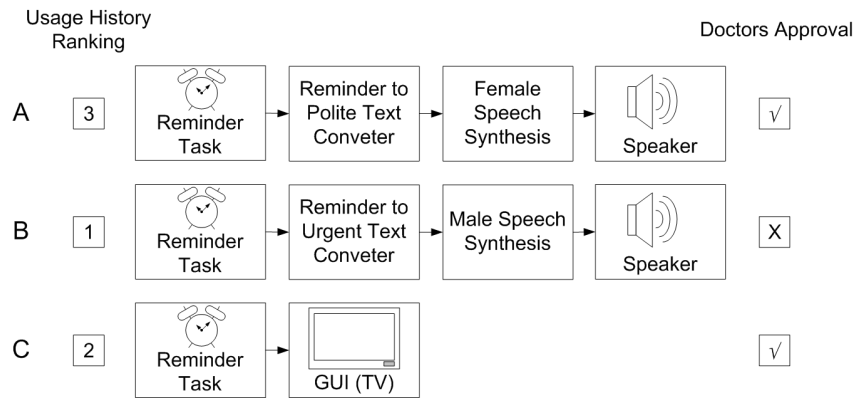 Usage History
Ranking
Doctors Approval
A
3
Reminder
Task
Reminder to
Polite Text
Conveter
Female
Speech
Synthesis
Speaker
√
B
1
Reminder
Task
Reminder to
Urgent Text
Conveter
Male Speech
Synthesis
Speaker
X
C
2
Reminder
Task
GUI (TV)
√